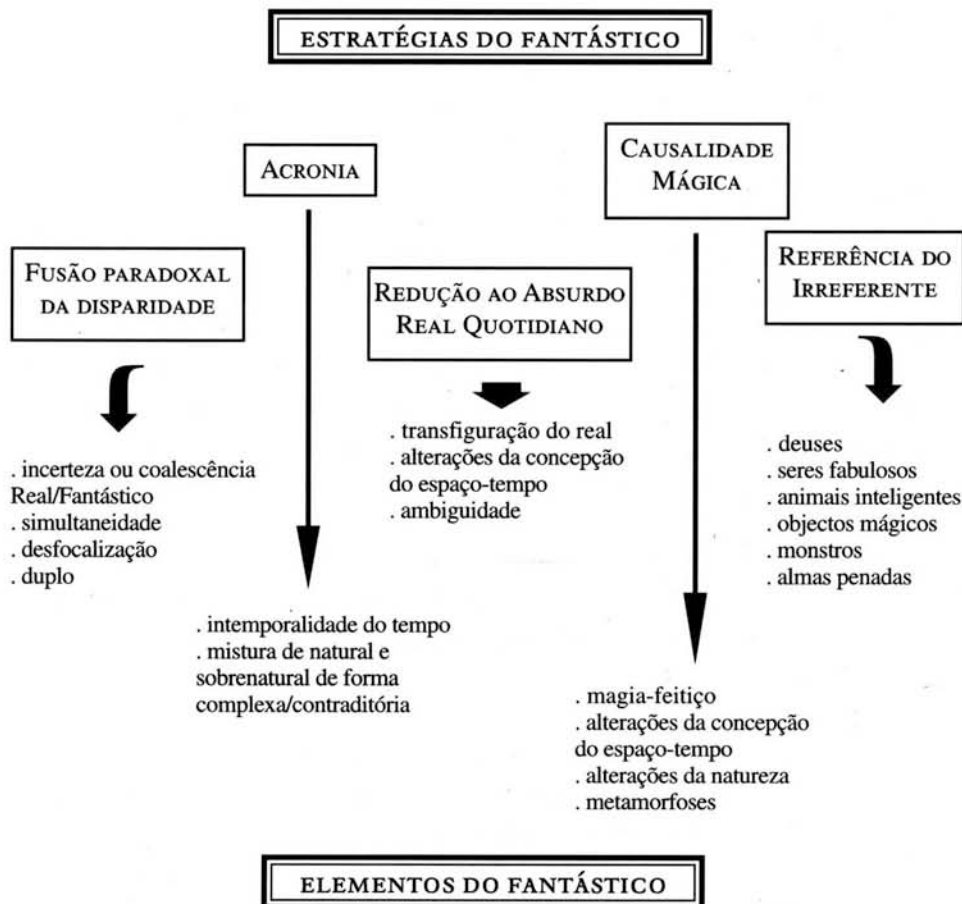 ESTRATÉGIAS DO FANTÁSTICO
ACRONIA
CAUSALIDADE
MÁGICA
FUSÃO PARADOXAL
DA DISPARIDADE
REDUÇÃO AO ABSURDO
REAL QUOTIDIANO
REFERÊNCIA DO
IRREFERENTE
. incerteza ou coalescência
Real/Fantástico
. simultaneidade
. desfocalização
. duplo
. transfiguração do real
. alterações da concepção
do espaço-tempo
. ambiguidade
. deuses
. seres fabulosos
. animais inteligentes
. objectos mágicos
. monstros
. almas penadas
. intemporalidade do tempo
. mistura de natural e
sobrenatural de forma
complexa/contraditória
. magia-feitiço
. alterações da concepção
do espaço-tempo
. alterações da natureza
. metamorfoses
ELEMENTOS DO FANTÁSTICO